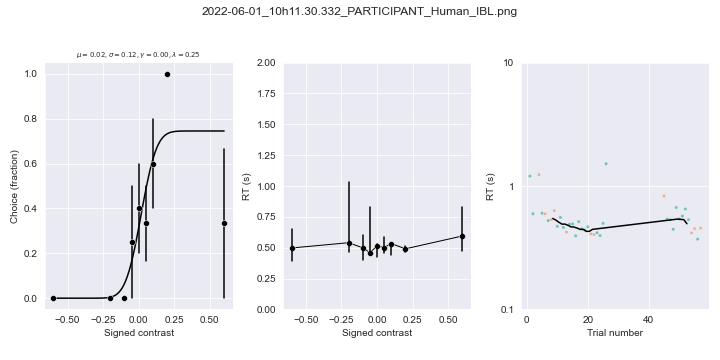 2022-06-01_10h11.30.332_PARTICIPANT_Human_IBL.png
μ = 0.02, σ = 0.12, γ = 0.00, λ = 0.25
Choice (fraction)
1.0
0.8
0.6
0.4
0.2
0.0
−0.50 −0.25 0.00 0.25 0.50
Signed contrast
RT (s)
2.00
1.75
1.50
1.25
1.00
0.75
0.50
0.25
0.00
−0.50 −0.25 0.00 0.25 0.50
Signed contrast
RT (s)
10
1
0.1
0 20 40
Trial number